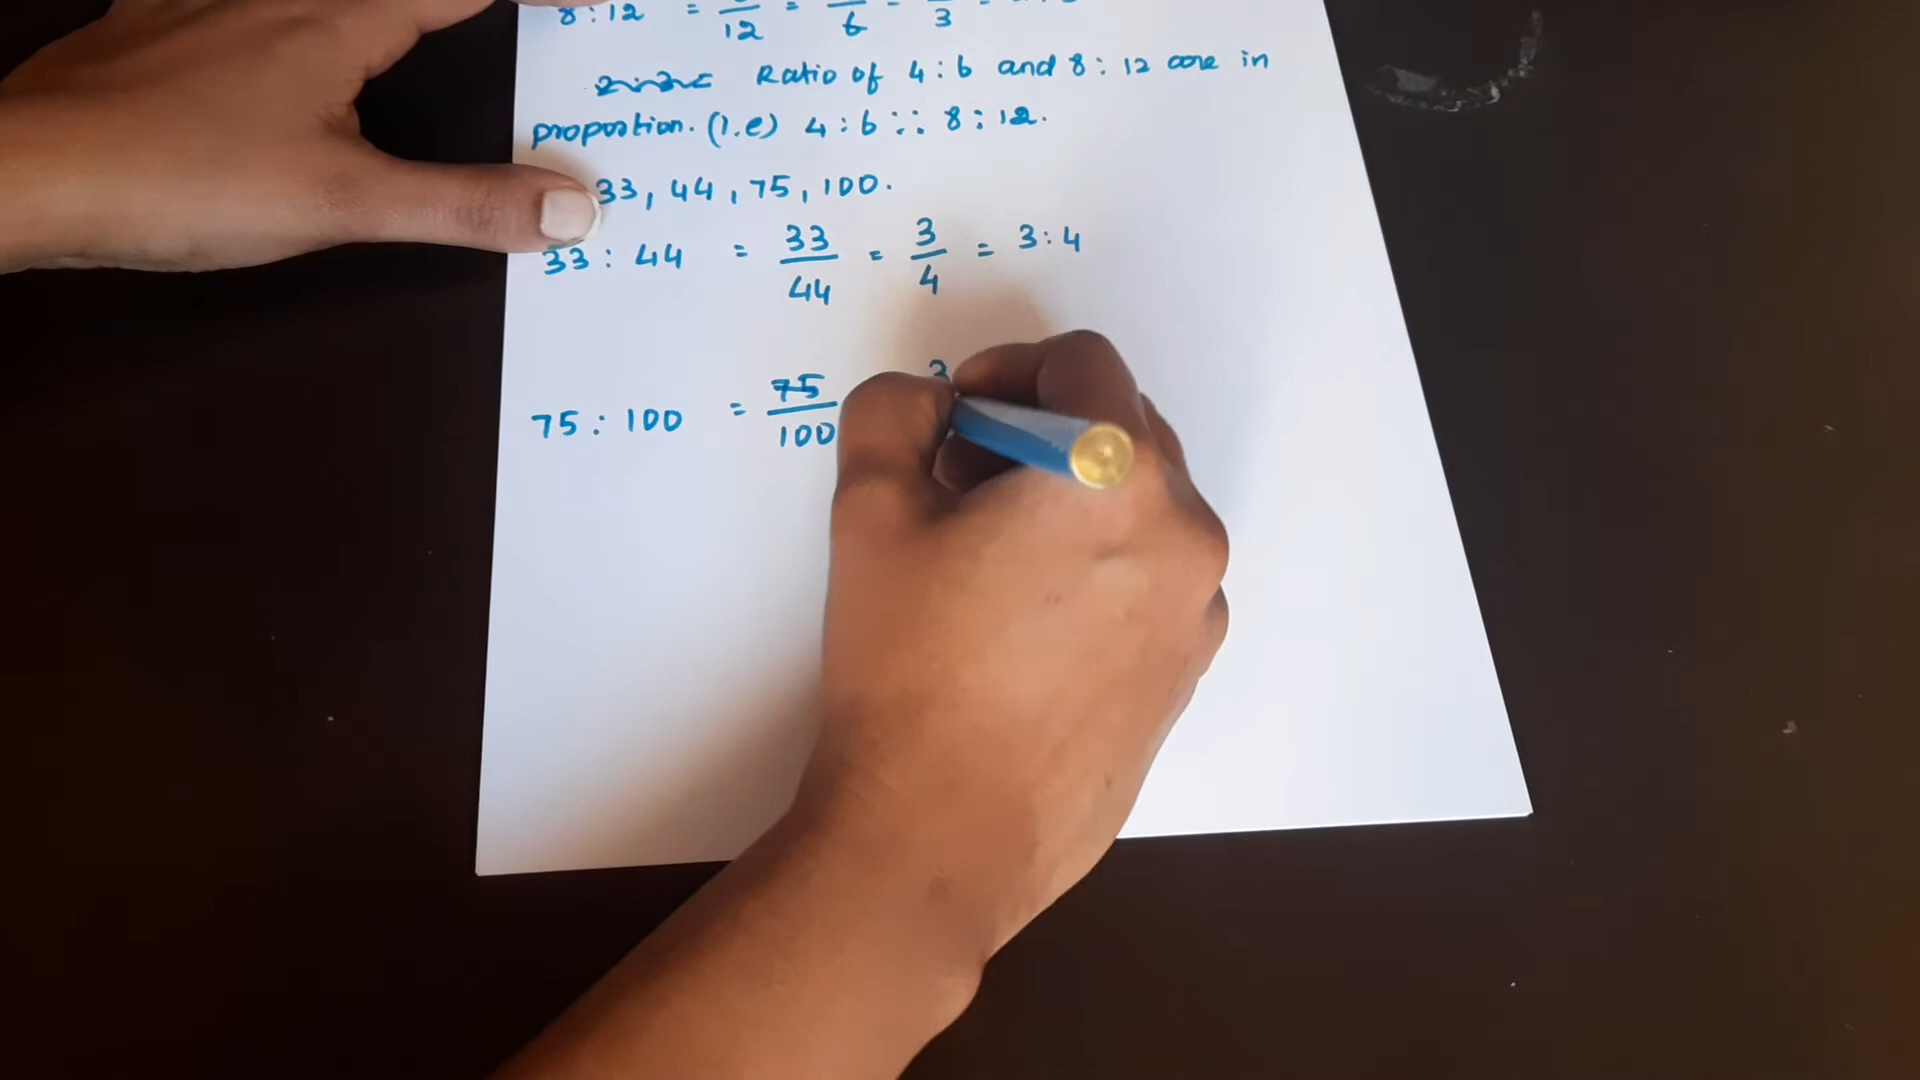 8:12 = 12 = 6 = 3
Ratio of 4:6 and 8:12 are in
proportion. (i.e) 4:6 :: 8:12.
33, 44, 75, 100.
33 : 44 = 33/44 = 3/4 = 3:4
75 : 100 = 75/100 3